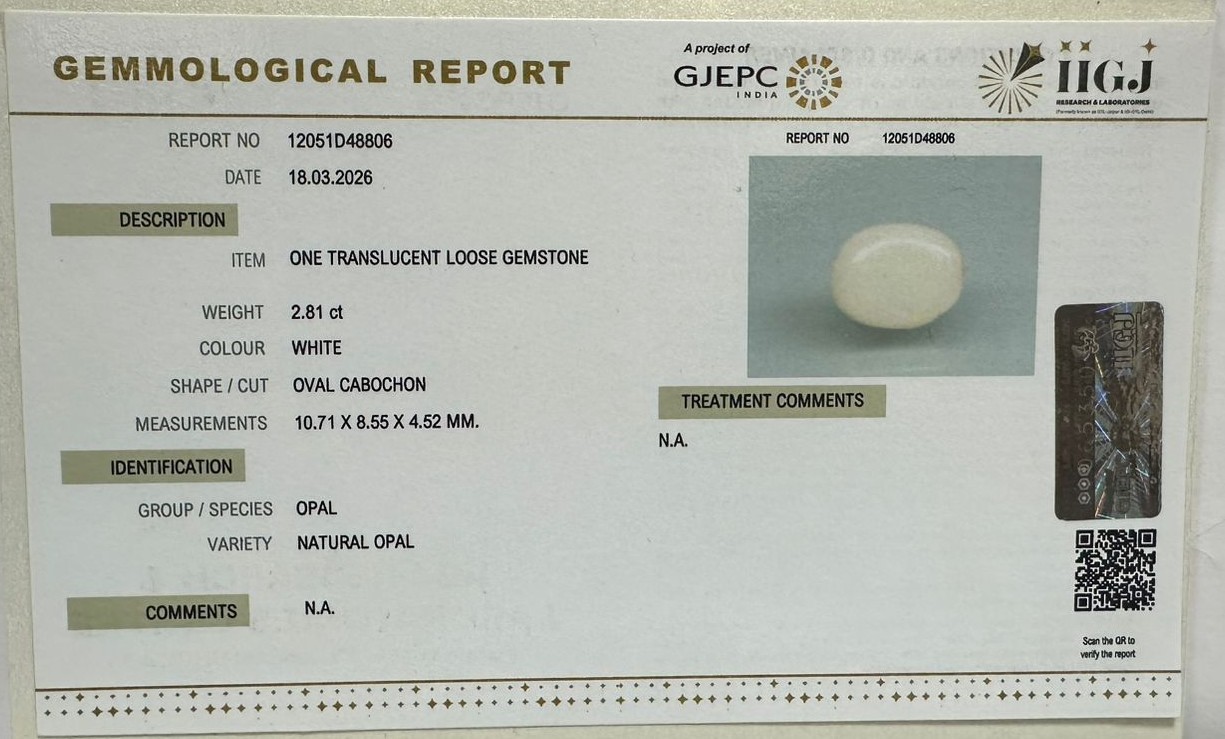 GEMMOLOGICAL REPORT
A project of
GJEPC
INDIA
IIGJ
RESEARCH & LABORATORIES
REPORT NO 12051D48806
DATE 18.03.2026
DESCRIPTION
ITEM ONE TRANSLUCENT LOOSE GEMSTONE
WEIGHT 2.81 ct
COLOUR WHITE
SHAPE / CUT OVAL CABOCHON
MEASUREMENTS 10.71 X 8.55 X 4.52 MM.
IDENTIFICATION
GROUP / SPECIES OPAL
VARIETY NATURAL OPAL
COMMENTS N.A.
REPORT NO 12051D48806
TREATMENT COMMENTS
N.A.
Scan the QR to
verify the report